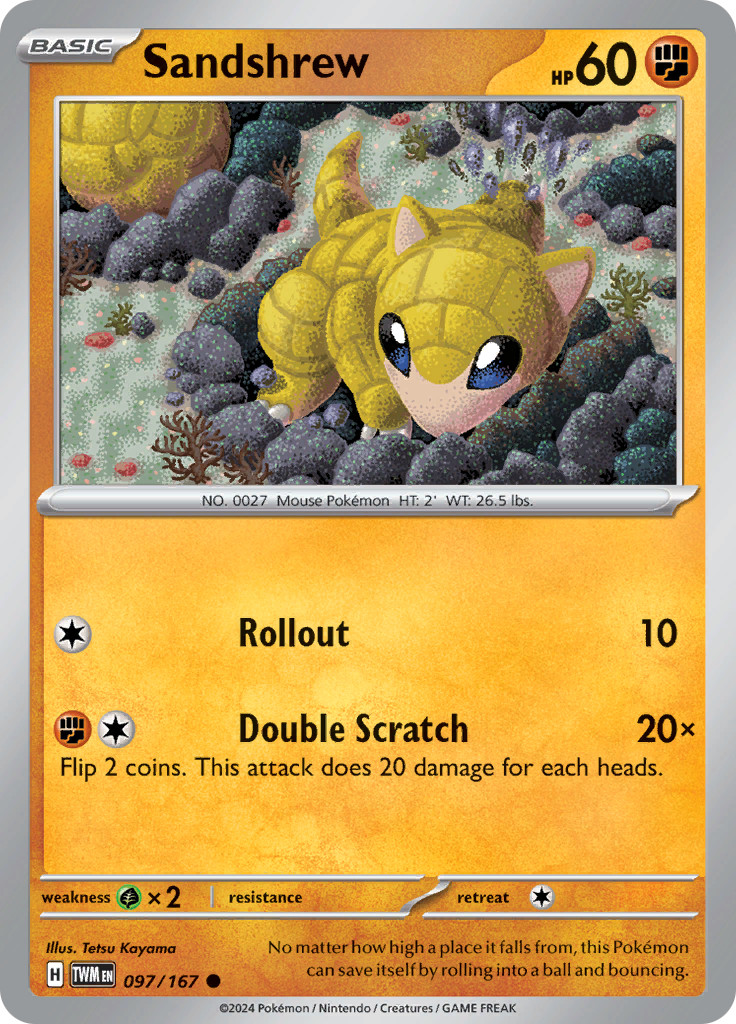 BASIC
Sandshrew
HP 60
NO. 0027 Mouse Pokémon HT: 2' WT: 26.5 lbs.
Rollout 10
Double Scratch 20×
Flip 2 coins. This attack does 20 damage for each heads.
weakness ×2 resistance retreat
Illus. Tetsu Kayama
No matter how high a place it falls from, this Pokémon
can save itself by rolling into a ball and bouncing.
H TWM EN 097/167
©2024 Pokémon / Nintendo / Creatures / GAME FREAK